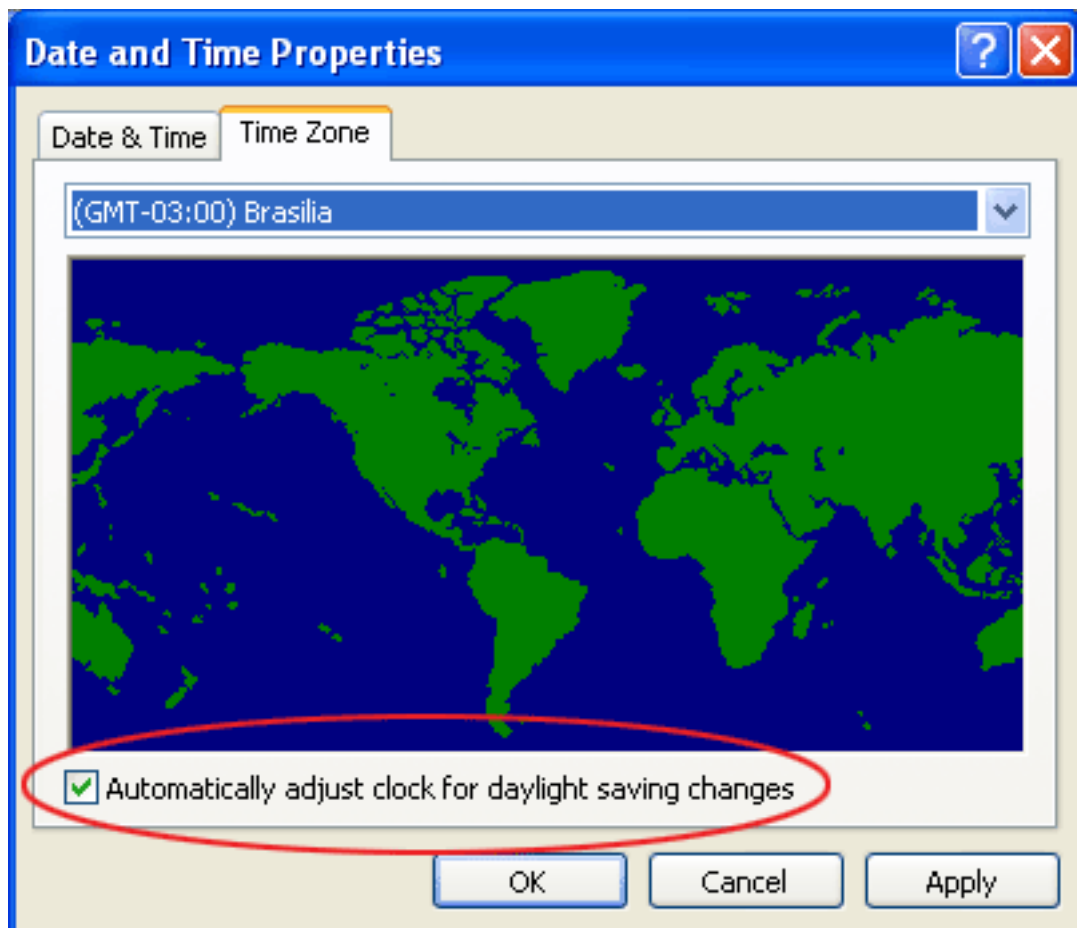 Date and Time Properties
Date & Time
Time Zone
(GMT-03:00) Brasilia
Automatically adjust clock for daylight saving changes
OK
Cancel
Apply